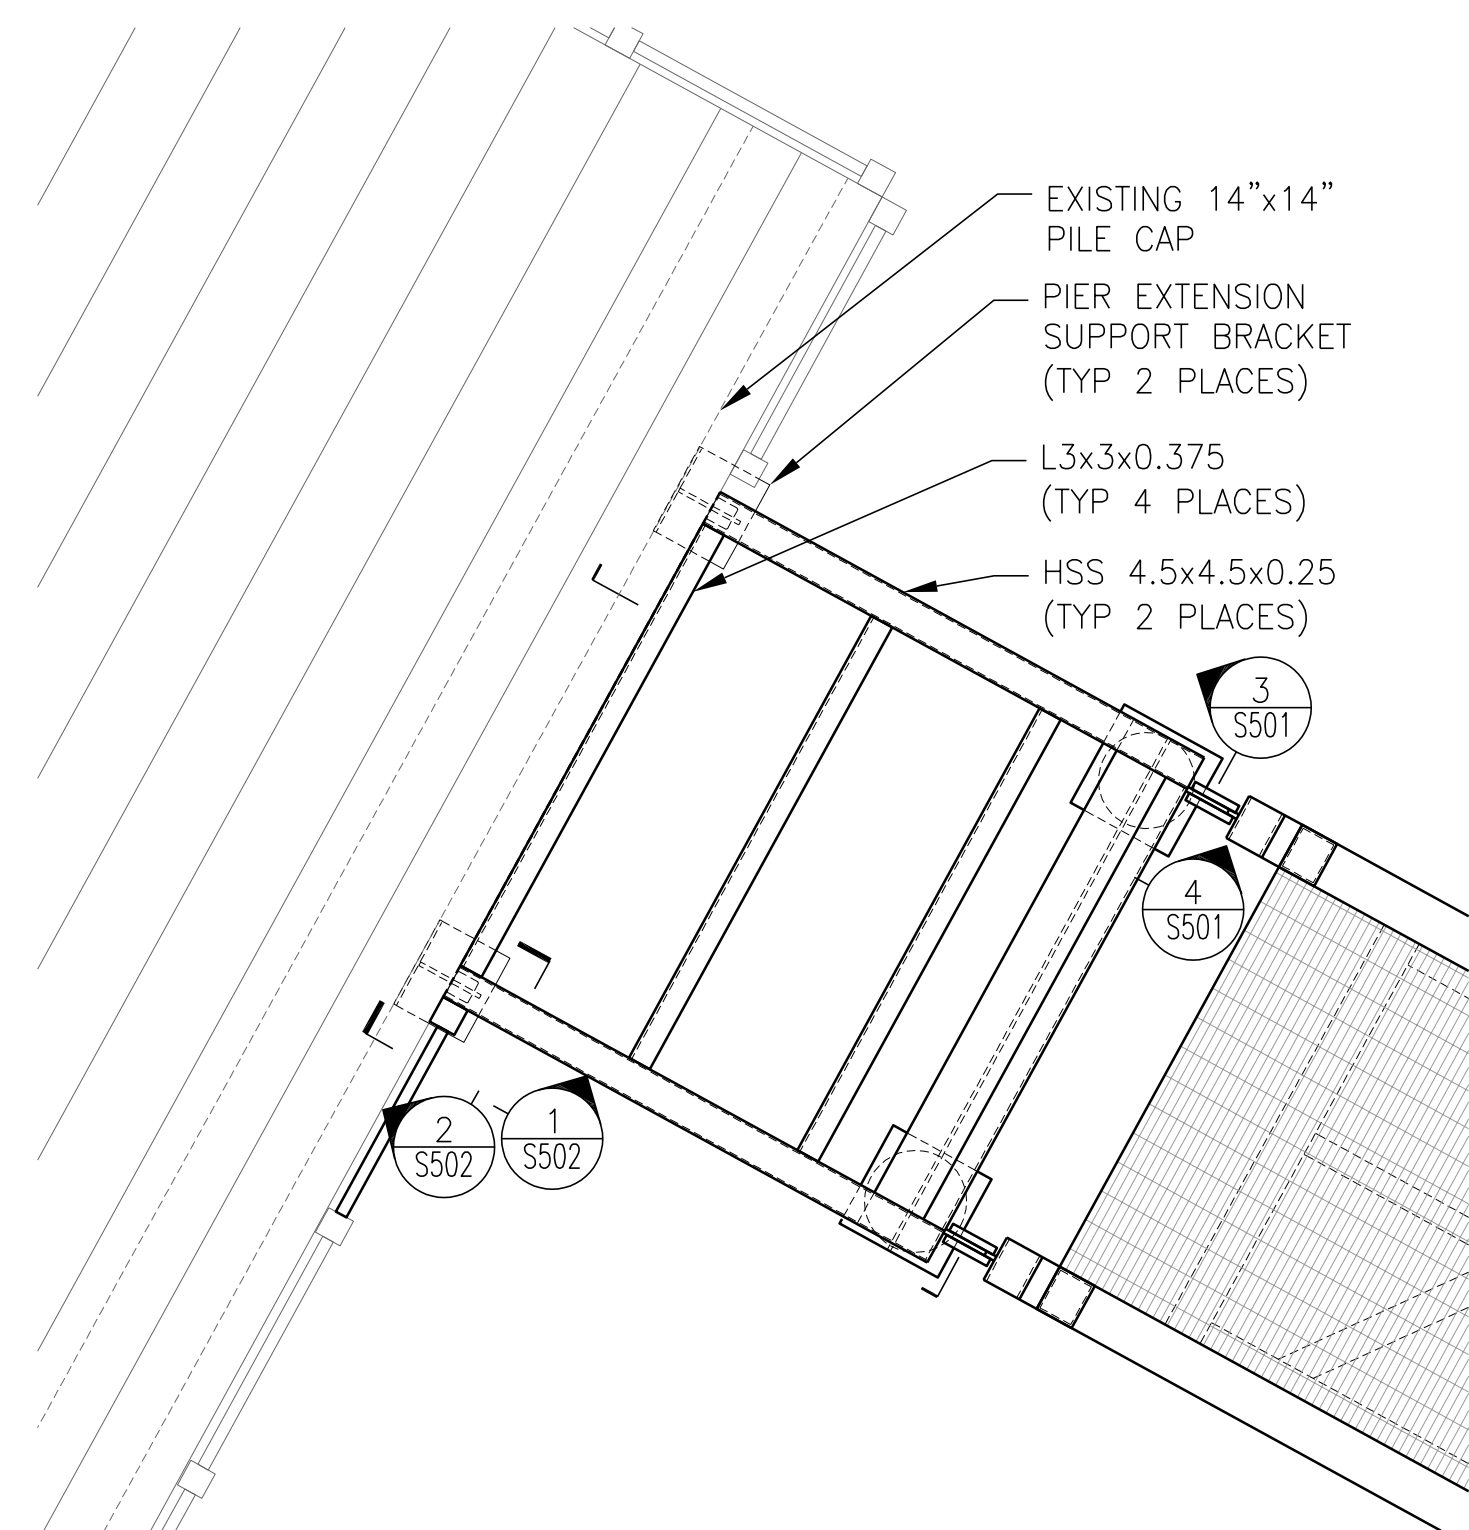 EXISTING 14”x14”
PILE CAP
PIER EXTENSION
SUPPORT BRACKET
(TYP 2 PLACES)
L3x3x0.375
(TYP 4 PLACES)
HSS 4.5x4.5x0.25
(TYP 2 PLACES)
3
S501
4
S501
2
S502
1
S502